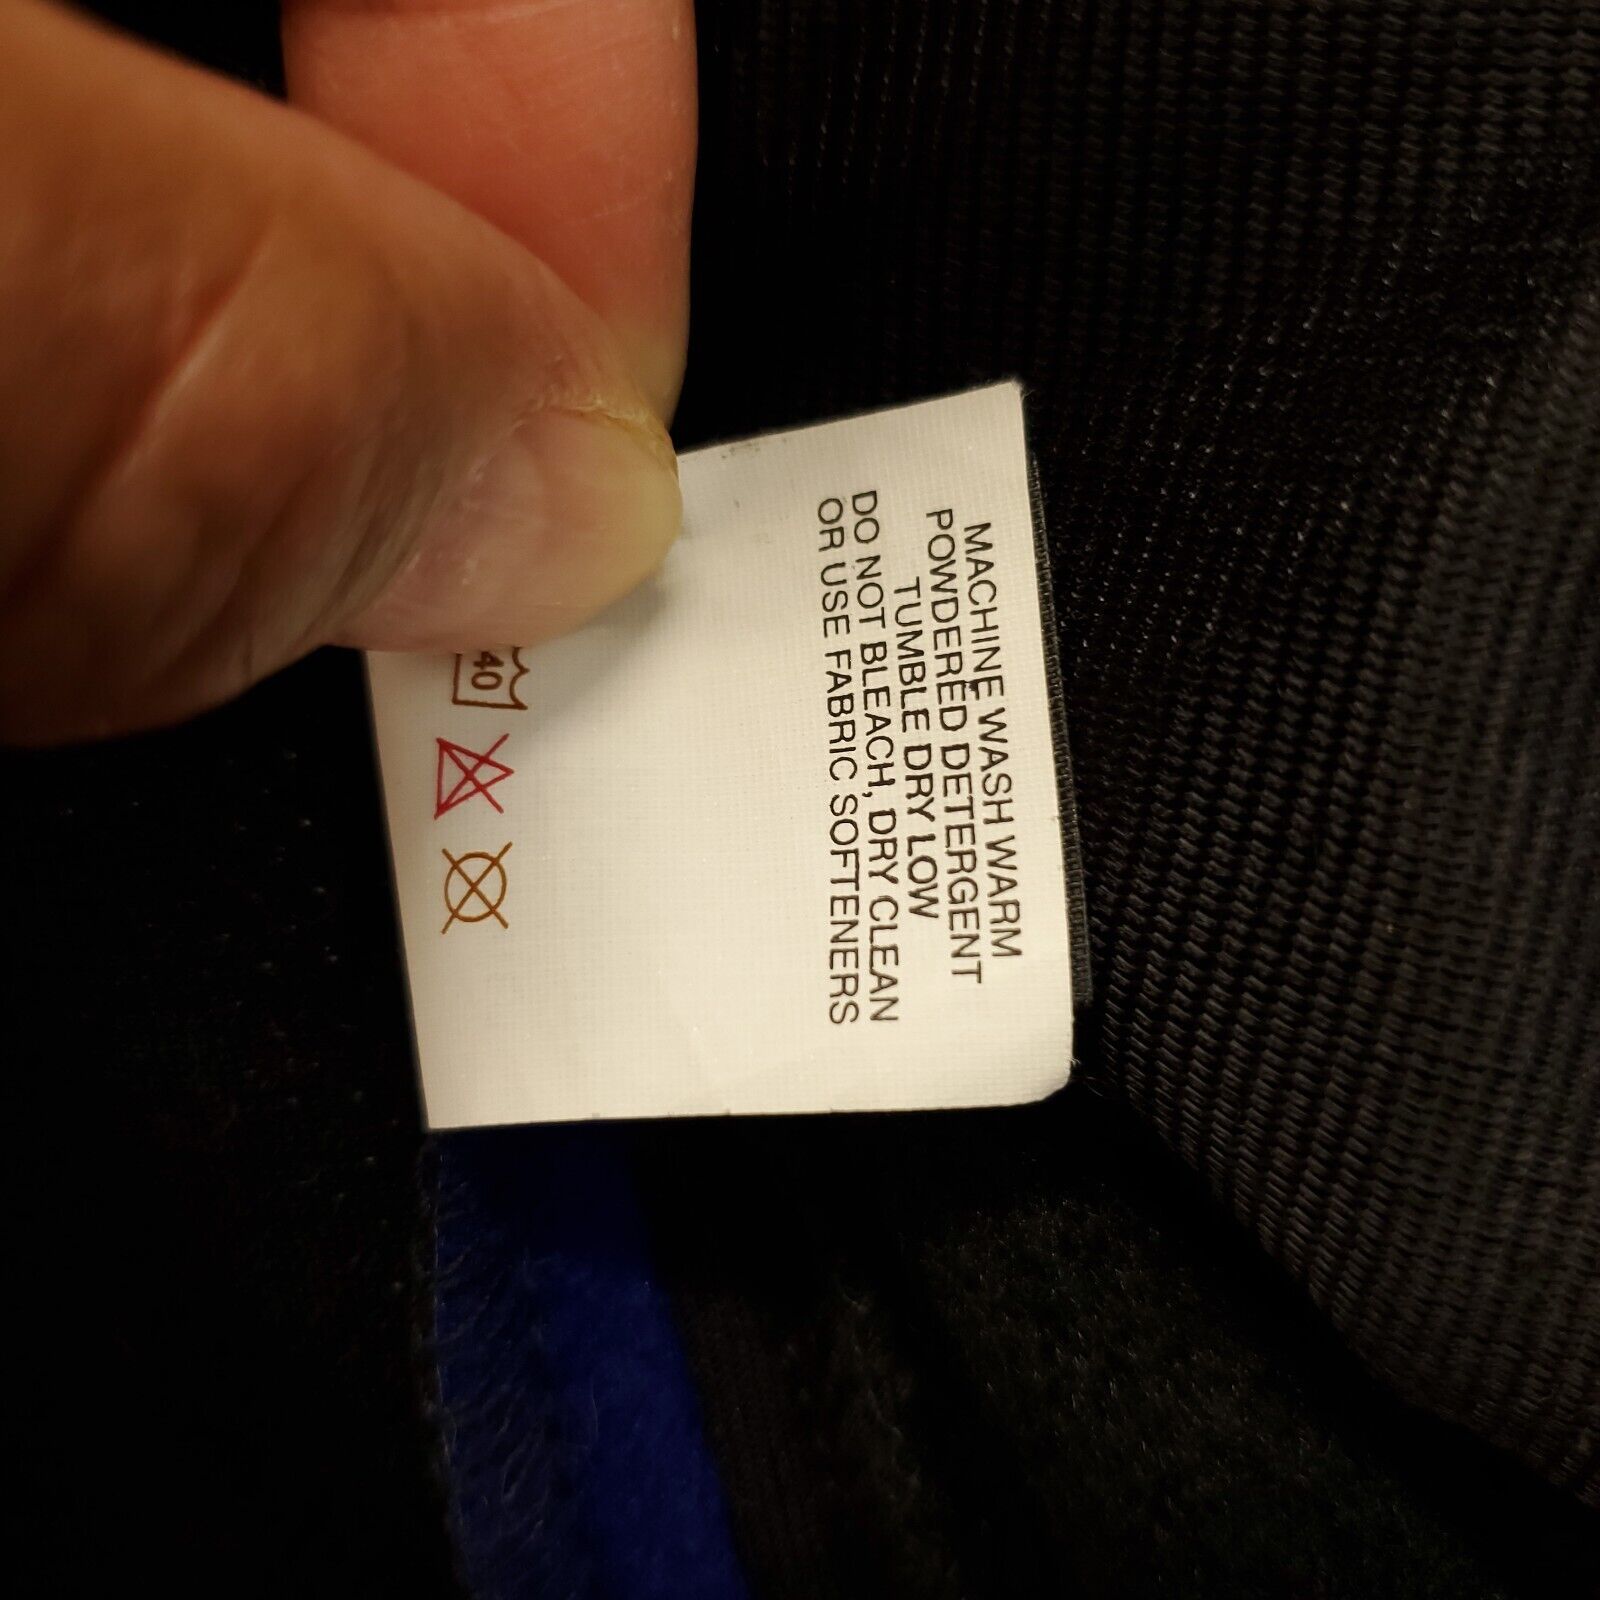 MACHINE WASH WARM
POWDERED DETERGENT
TUMBLE DRY LOW
DO NOT BLEACH, DRY CLEAN
OR USE FABRIC SOFTENERS
40